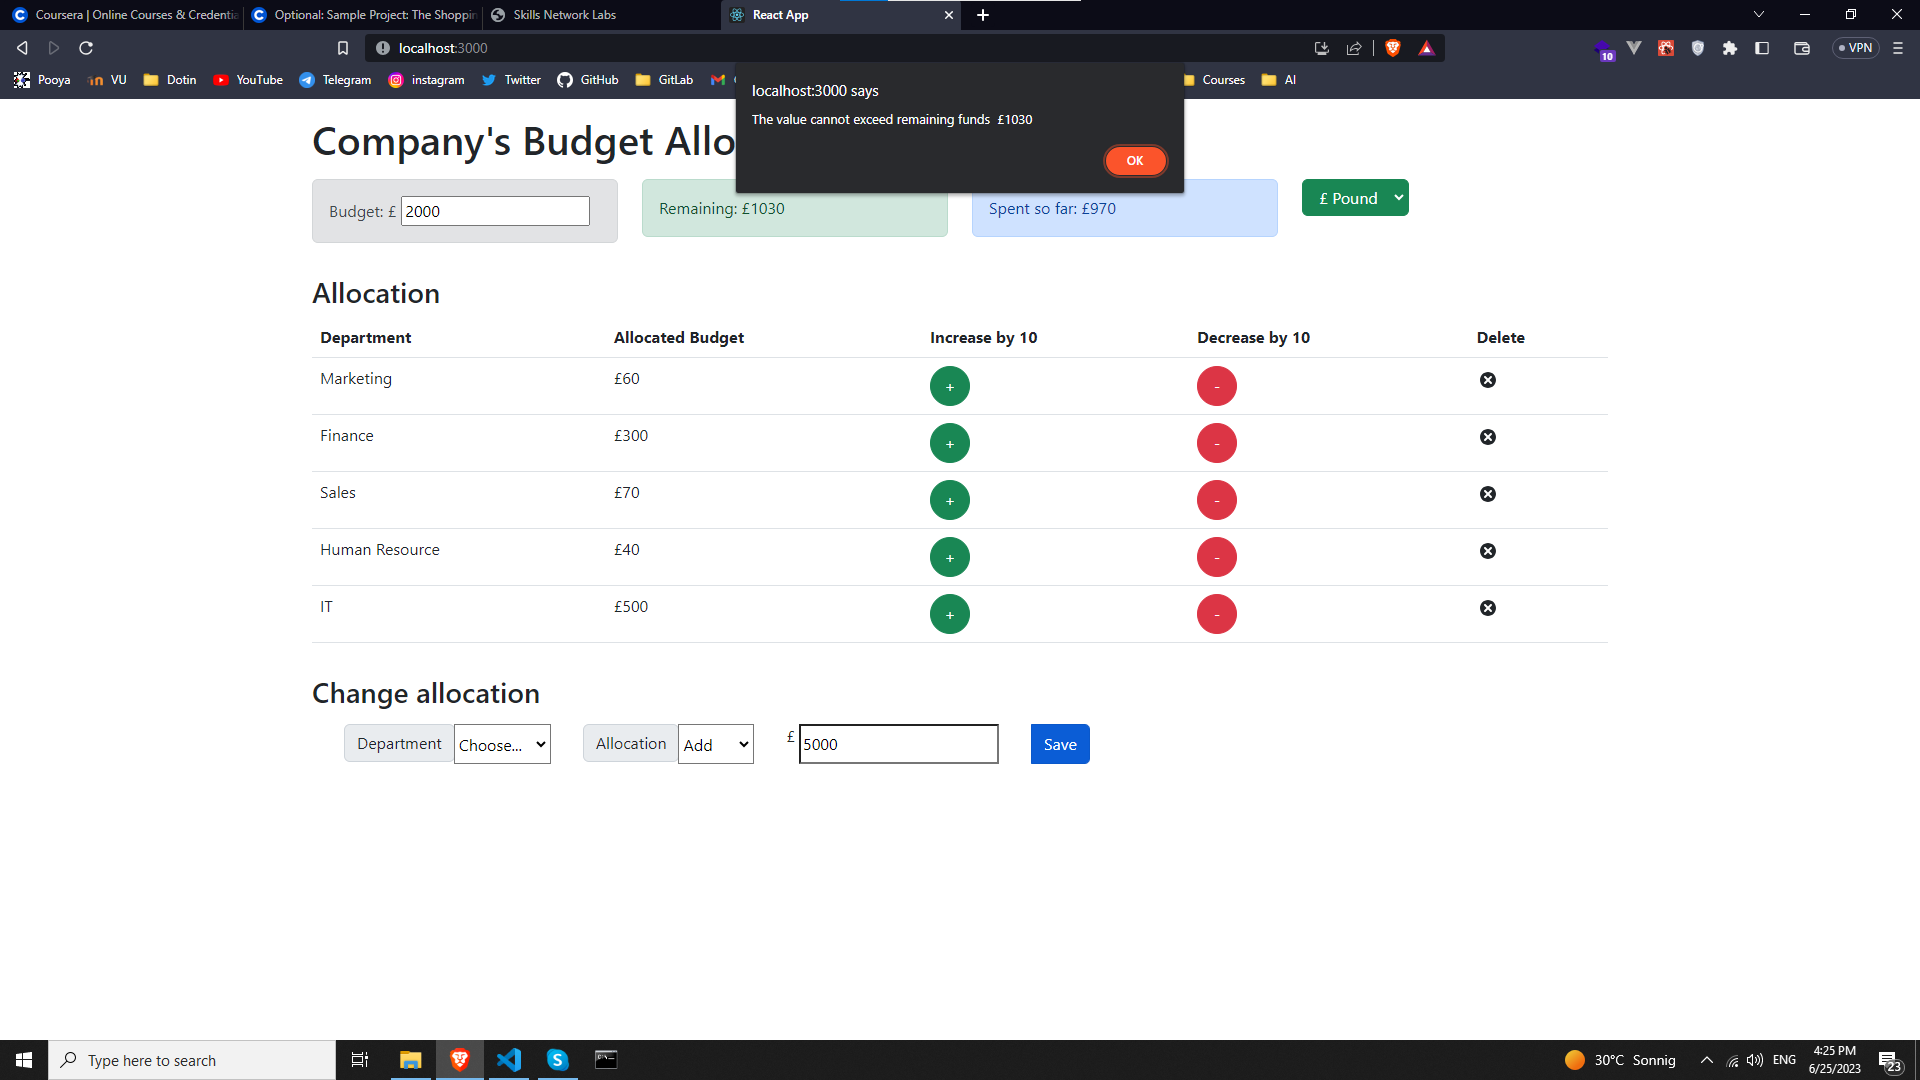 Coursera | Online Courses & Credentia
Optional: Sample Project: The Shoppin
Skills Network Labs
React App
localhost:3000
10
VPN
Pooya
VU
Dotin
YouTube
Telegram
instagram
Twitter
GitHub
GitLab
Courses
AI
localhost:3000 says
The value cannot exceed remaining funds £1030
OK
Company's Budget Allo
Budget: £ 2000
Remaining: £1030
Spent so far: £970
£ Pound
Allocation
Department Allocated Budget Increase by 10 Decrease by 10 Delete
Marketing £60 + -
Finance £300 + -
Sales £70 + -
Human Resource £40 + -
IT £500 + -
Change allocation
Department Choose... Allocation Add £ 5000 Save
Type here to search
30°C Sonnig
ENG
4:25 PM
6/25/2023
23